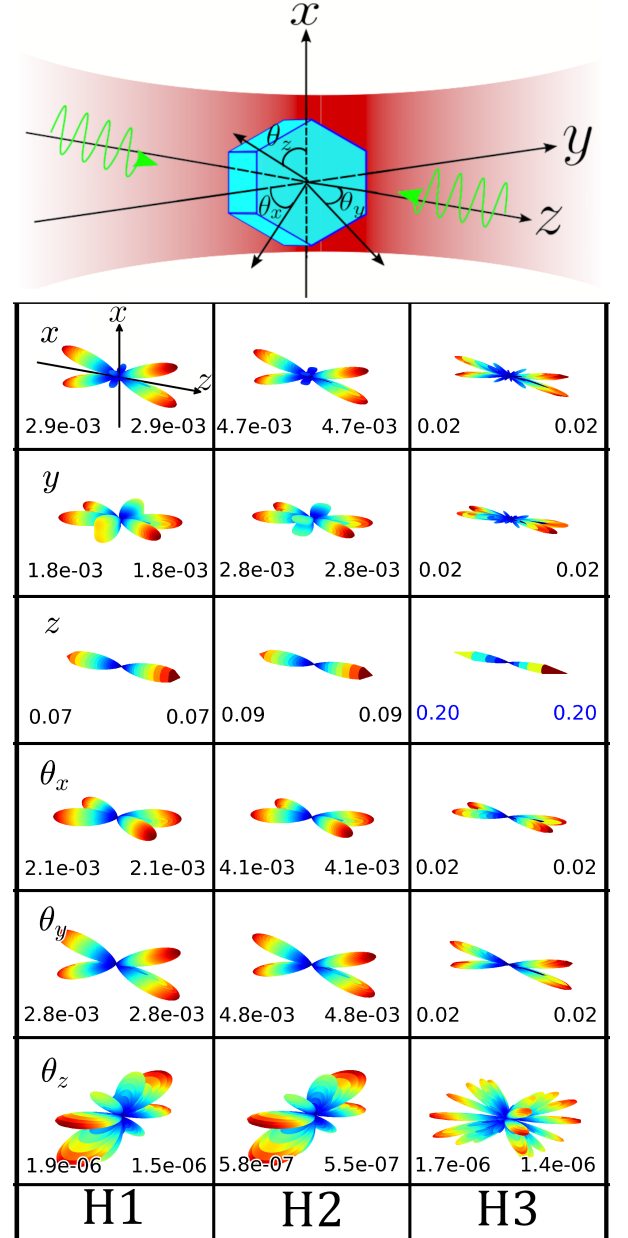 x
θz
y
θx
θy
z
x
x
z
2.9e-03 2.9e-03 4.7e-03 4.7e-03 0.02 0.02
y
1.8e-03 1.8e-03 2.8e-03 2.8e-03 0.02 0.02
z
0.07 0.07 0.09 0.09 0.20 0.20
θx
2.1e-03 2.1e-03 4.1e-03 4.1e-03 0.02 0.02
θy
2.8e-03 2.8e-03 4.8e-03 4.8e-03 0.02 0.02
θz
1.9e-06 1.5e-06 5.8e-07 5.5e-07 1.7e-06 1.4e-06
H1 H2 H3